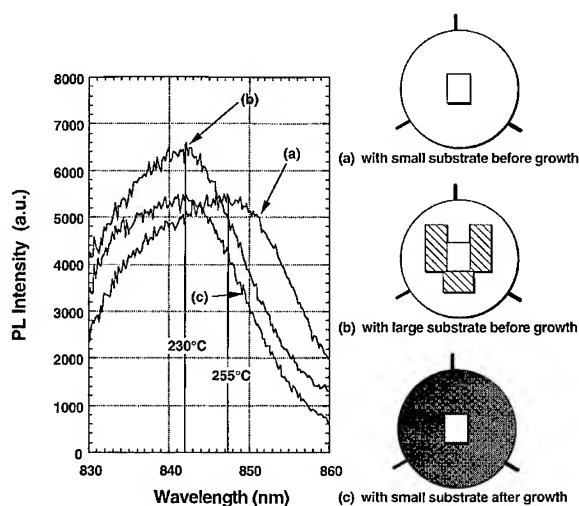 8000
7000
6000
5000
4000
3000
2000
1000
0
PL Intensity (a.u.)
(b)
(a)
(c)
230°C
255°C
830
840
850
860
Wavelength (nm)
(a) with small substrate before growth
(b) with large substrate before growth
(c) with small substrate after growth